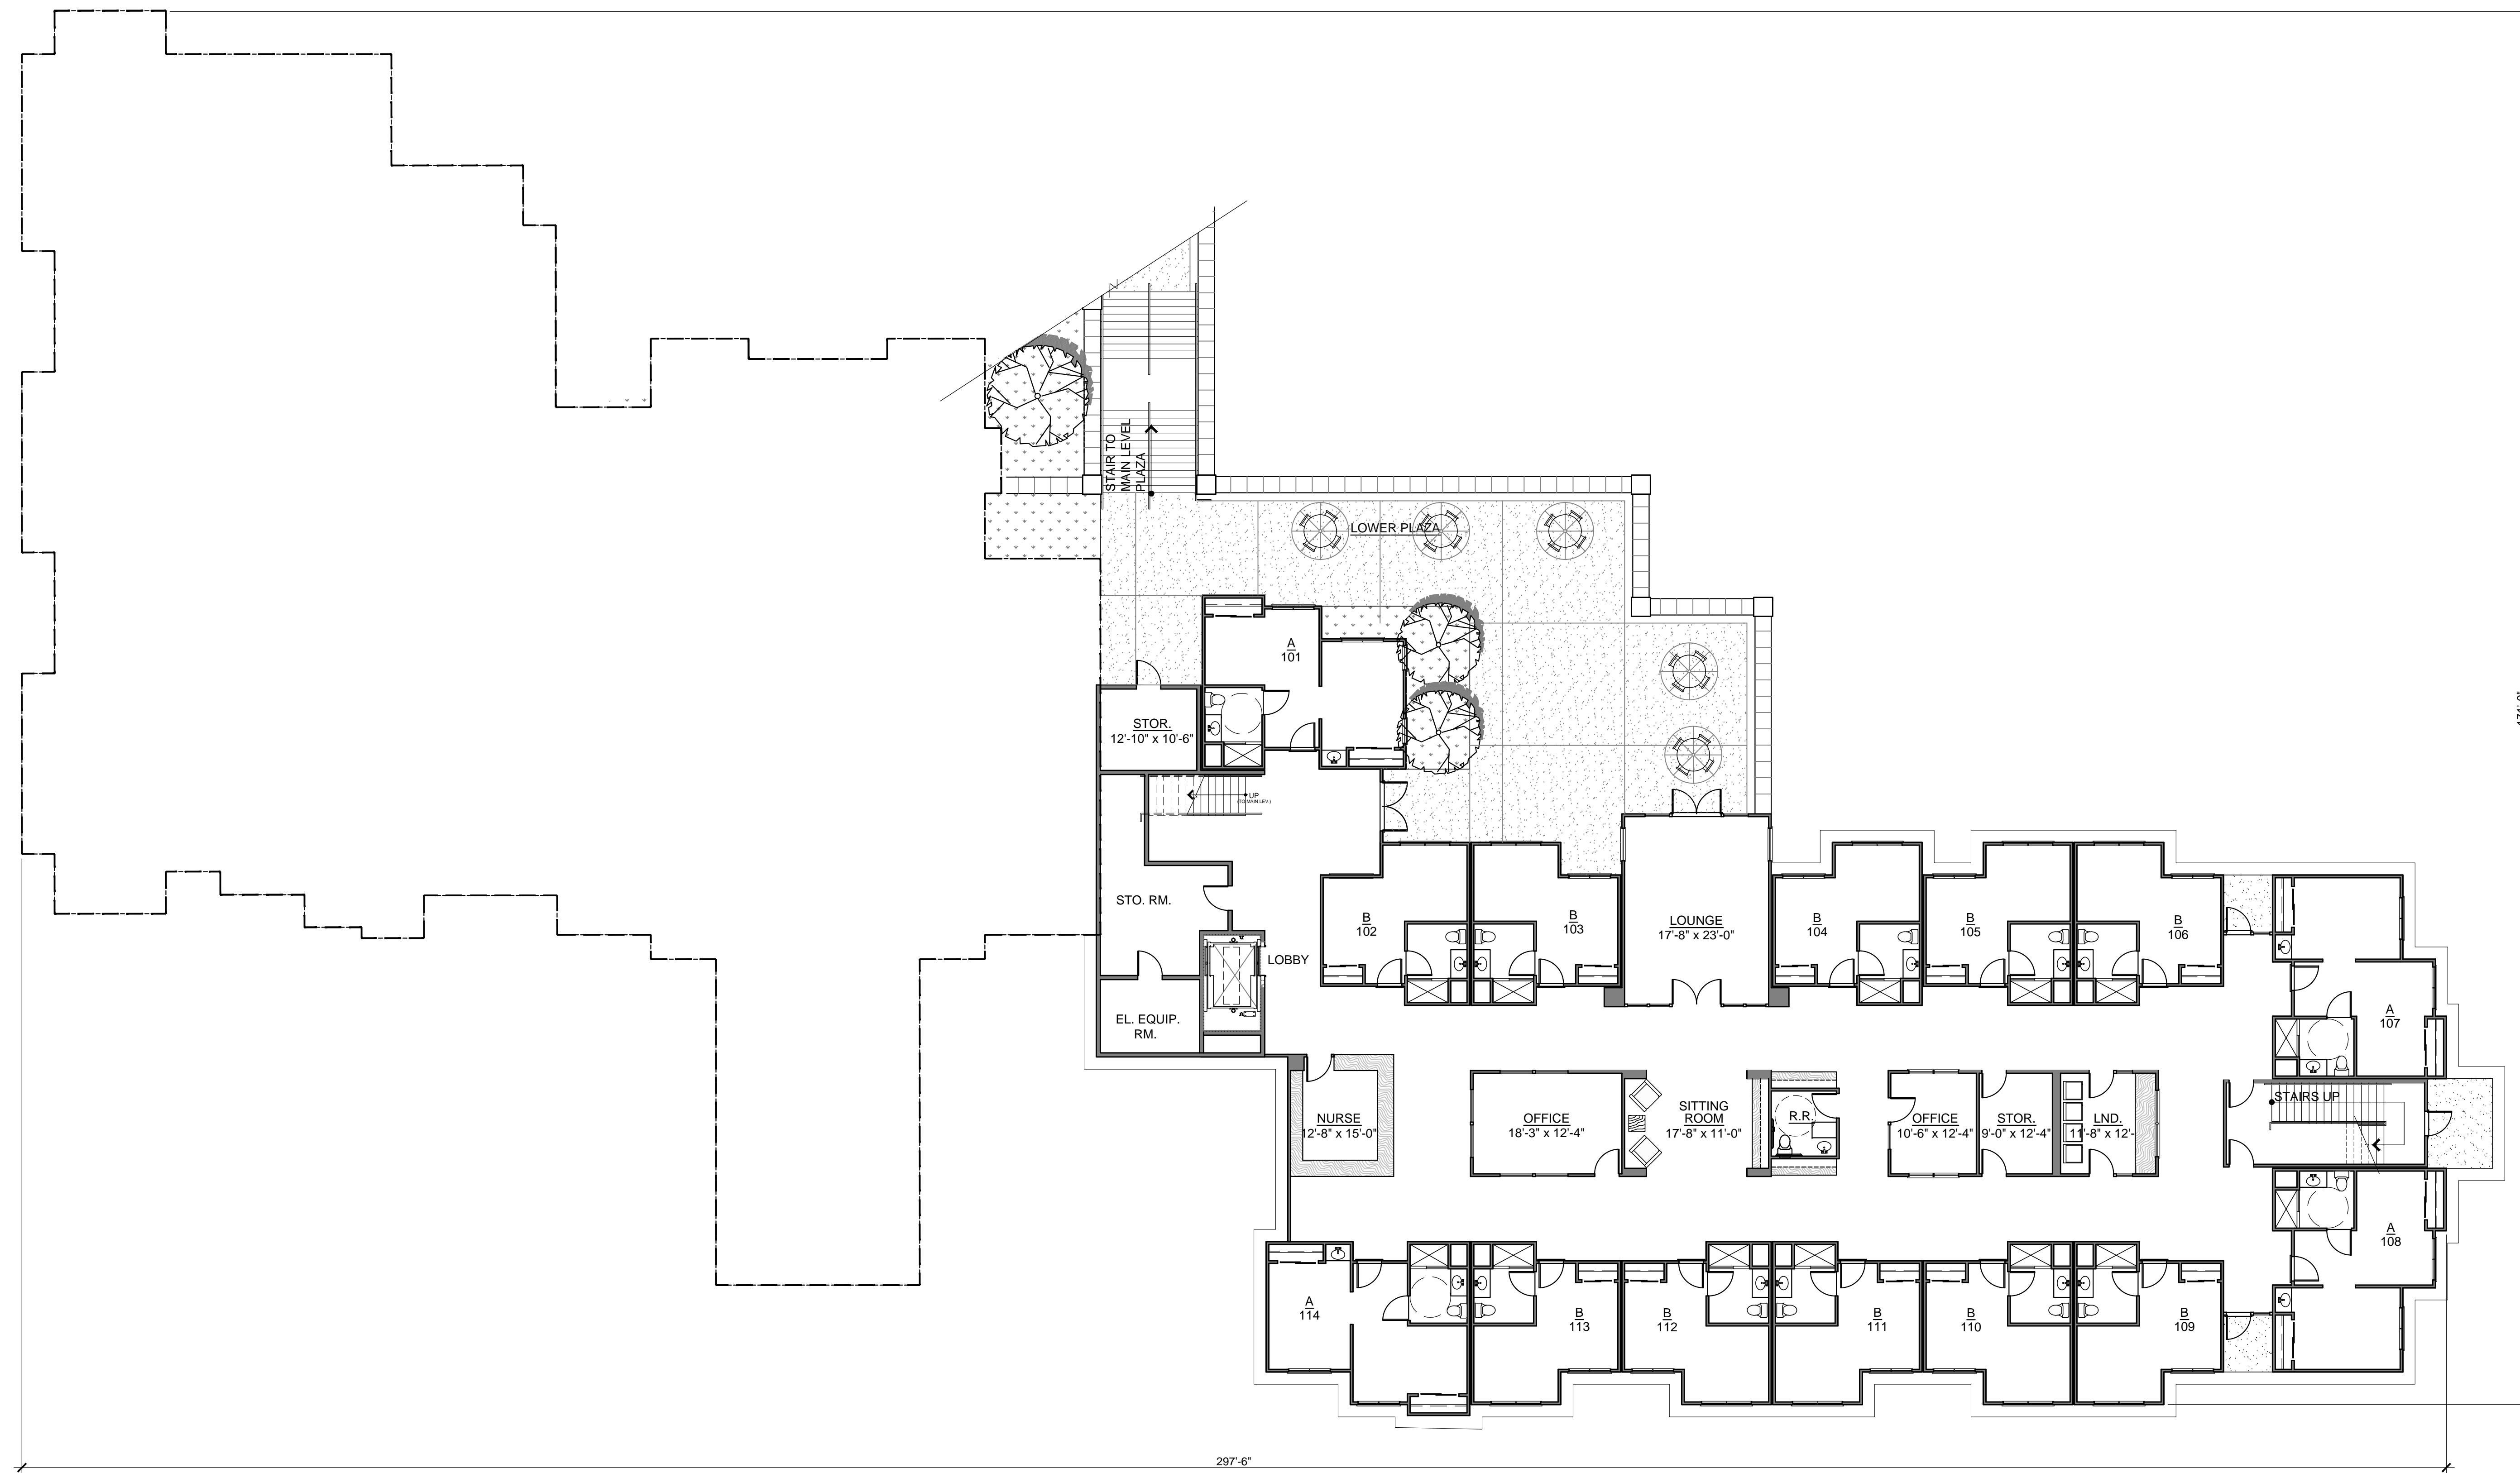 STAIR TO
MAIN LEVEL
PLAZA
LOWER PLAZA
A
101
STOR.
12'-10" x 10'-6"
UP
(TO MAIN LEV.)
STO. RM.
LOBBY
EL. EQUIP.
RM.
B
102
B
103
LOUNGE
17'-8" x 23'-0"
B
104
B
105
B
106
A
107
NURSE
12'-8" x 15'-0"
OFFICE
18'-3" x 12'-4"
SITTING
ROOM
17'-8" x 11'-0"
R.R.
OFFICE
10'-6" x 12'-4"
STOR.
9'-0" x 12'-4"
LND.
11'-8" x 12'-
STAIRS UP
A
108
A
114
B
113
B
112
B
111
B
110
B
109
297'-6"